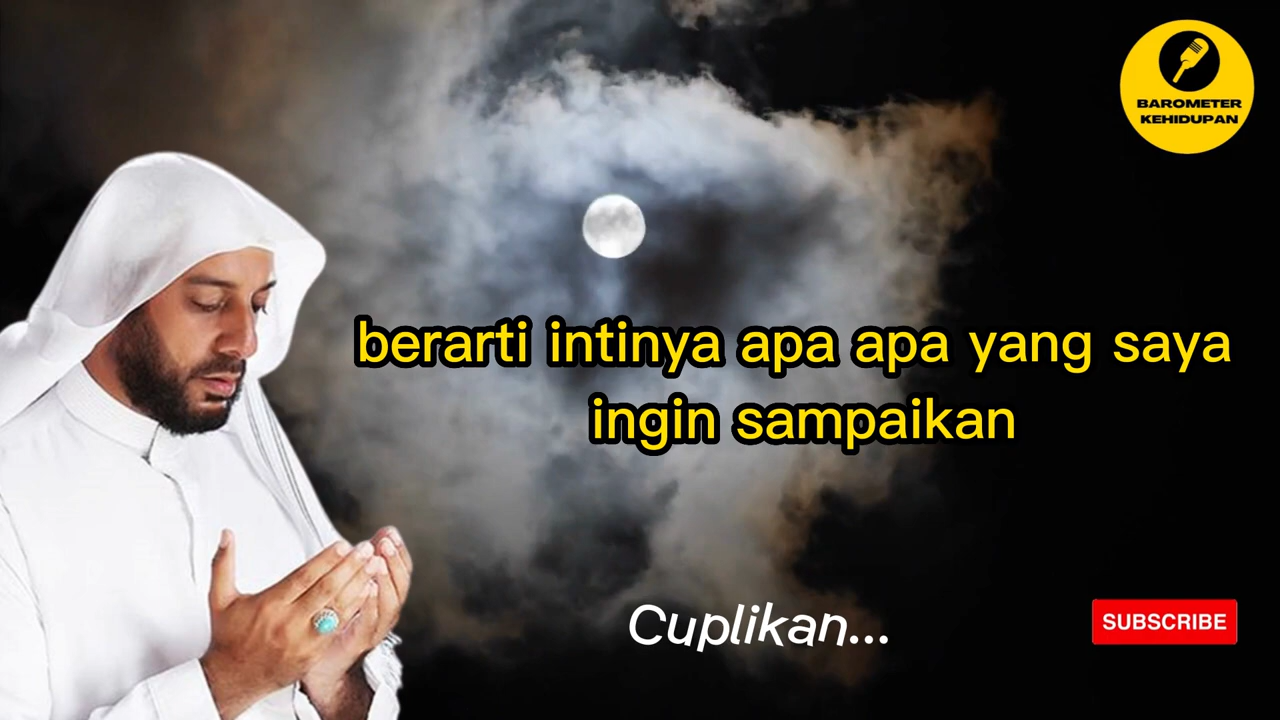 BAROMETER
KEHIDUPAN
berarti intinya apa apa yang saya
ingin sampaikan
Cuplikan...
SUBSCRIBE